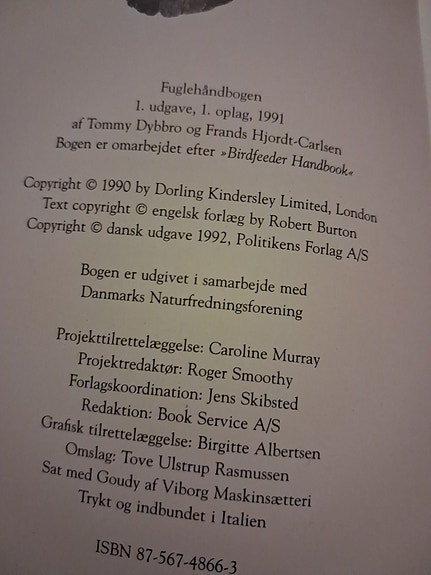 Fuglehåndbogen
1. udgave, 1. oplag, 1991
af Tommy Dybbro og Frands Hjordt-Carlsen
Bogen er omarbejdet efter »Birdfeeder Handbook«
Copyright © 1990 by Dorling Kindersley Limited, London
Text copyright © engelsk forlæg by Robert Burton
Copyright © dansk udgave 1992, Politikens Forlag A/S
Bogen er udgivet i samarbejde med
Danmarks Naturfredningsforening
Projekttilrettelæggelse: Caroline Murray
Projektredaktør: Roger Smoothy
Forlagskoordination: Jens Skibsted
Redaktion: Book Service A/S
Grafisk tilrettelæggelse: Birgitte Albertsen
Omslag: Tove Ulstrup Rasmussen
Sat med Goudy af Viborg Maskinsætteri
Trykt og indbundet i Italien
ISBN 87-567-4866-3